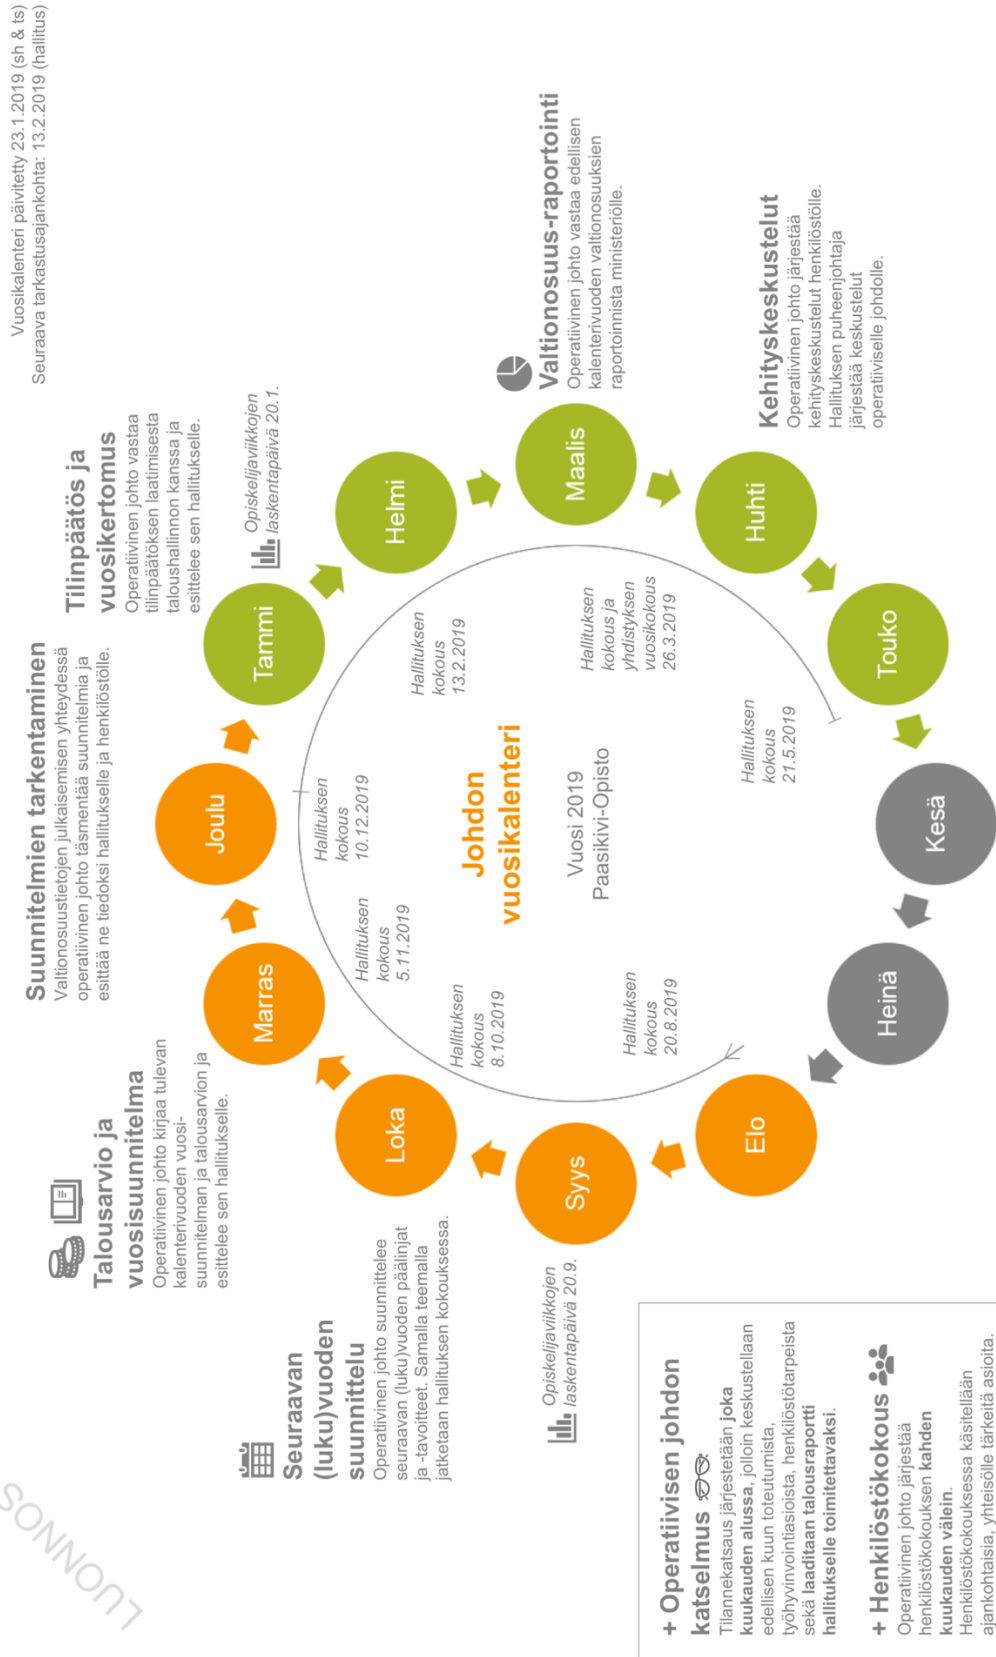 LUONNOS
Vuosikalenteri päivitetty 23.1.2019 (sh & ts)
Seuraava tarkastusajankohta: 13.2.2019 (hallitus)
Talousarvio ja
vuosisuunnitelma
Operatiivinen johto kirjaa tulevan
kalenterivuoden vuosi-
suunnitelman ja talousarvion ja
esittelee sen hallitukselle.
Suunnitelmien tarkentaminen
Valtionosuustietojen julkaisemisen yhteydessä
operatiivinen johto täsmentää suunnitelmia ja
esittää ne tiedoksi hallitukselle ja henkilöstölle.
Tilinpäätös ja
vuosikertomus
Operatiivinen johto vastaa
tilinpäätöksen laatimisesta
taloushallinnon kanssa ja
esittelee sen hallitukselle.
Opiskelijaviikkojen
laskentapäivä 20.1.
Seuraavan
(luku)vuoden
suunnittelu
Operatiivinen johto suunnittelee
seuraavan (luku)vuoden päälinjat
ja -tavoitteet. Samalla teemalla
jatketaan hallituksen kokouksessa.
Joulu
Marras
Tammi
Loka
Helmi
Syys
Maalis
Elo
Huhti
Heinä
Touko
Kesä
Hallituksen
kokous
10.12.2019
Hallituksen
kokous
5.11.2019
Hallituksen
kokous
13.2.2019
Hallituksen
kokous
8.10.2019
Johdon
vuosikalenteri
Vuosi 2019
Paasikivi-Opisto
Hallituksen
kokous ja
yhdistyksen
vuosikokous
26.3.2019
Hallituksen
kokous
20.8.2019
Hallituksen
kokous
21.5.2019
Valtionosuus-raportointi
Operatiivinen johto vastaa edellisen
kalenterivuoden valtionosuuksien
raportoinnista ministeriölle.
Opiskelijaviikkojen
laskentapäivä 20.9.
Kehityskeskustelut
Operatiivinen johto järjestää
kehityskeskustelut henkilöstölle.
Hallituksen puheenjohtaja
järjestää keskustelut
operatiiviselle johdolle.
+ Operatiivisen johdon
katselmus
Tilannekatsaus järjestetään joka
kuukauden alussa, jolloin keskustellaan
edellisen kuun toteutumista,
työhyvinvointiasioista, henkilöstötarpeista
sekä laaditaan talousraportti
hallitukselle toimitettavaksi.
+ Henkilöstökokous
Operatiivinen johto järjestää
henkilöstökokouksen kahden
kuukauden välein.
Henkilöstökokouksessa käsitellään
ajankohtaisia, yhteisölle tärkeitä asioita.